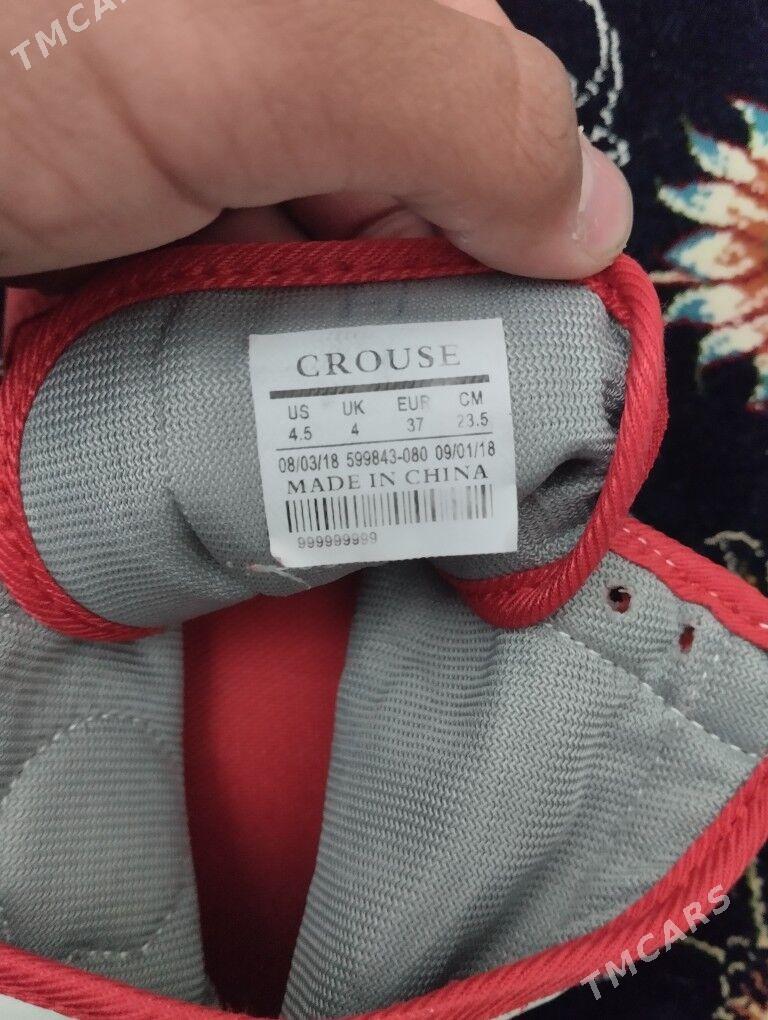 TMCARS
CROUSE
US UK EUR CM
4.5 4 37 23.5
08/03/18 599843-080 09/01/18
MADE IN CHINA
999999999
TMCARS